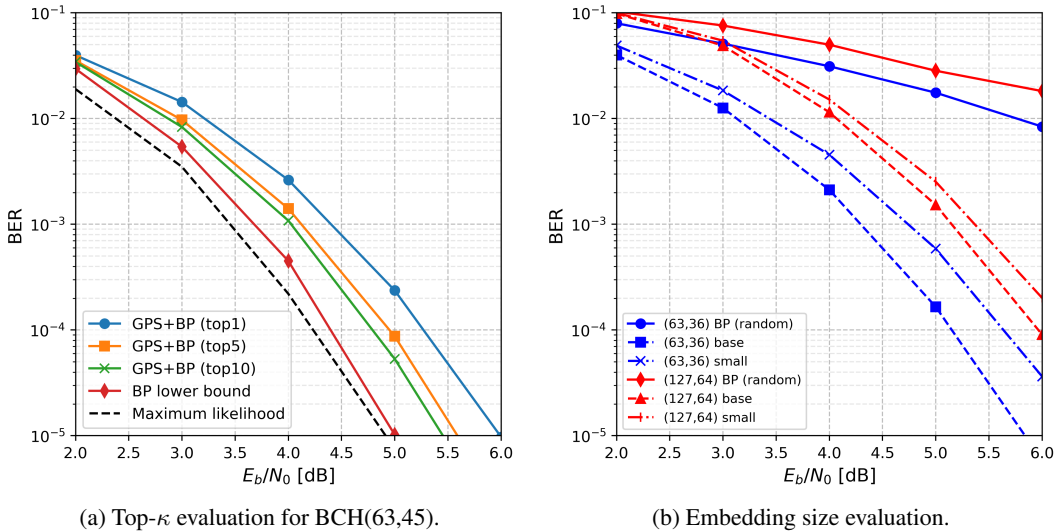 10⁻¹
10⁻²
10⁻³
10⁻⁴
10⁻⁵
BER
GPS+BP (top1)
GPS+BP (top5)
GPS+BP (top10)
BP lower bound
Maximum likelihood
2.0 2.5 3.0 3.5 4.0 4.5 5.0 5.5 6.0
E_b/N_0 [dB]
(a) Top-κ evaluation for BCH(63,45).
10⁻¹
10⁻²
10⁻³
10⁻⁴
10⁻⁵
BER
(63,36) BP (random)
(63,36) base
(63,36) small
(127,64) BP (random)
(127,64) base
(127,64) small
2.0 2.5 3.0 3.5 4.0 4.5 5.0 5.5 6.0
E_b/N_0 [dB]
(b) Embedding size evaluation.